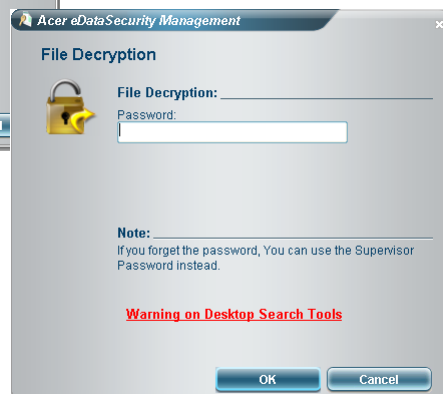 Acer eDataSecurity Management
File Decryption
File Decryption:
Password:
Note:
If you forget the password, You can use the Supervisor
Password instead.
Warning on Desktop Search Tools
OK Cancel